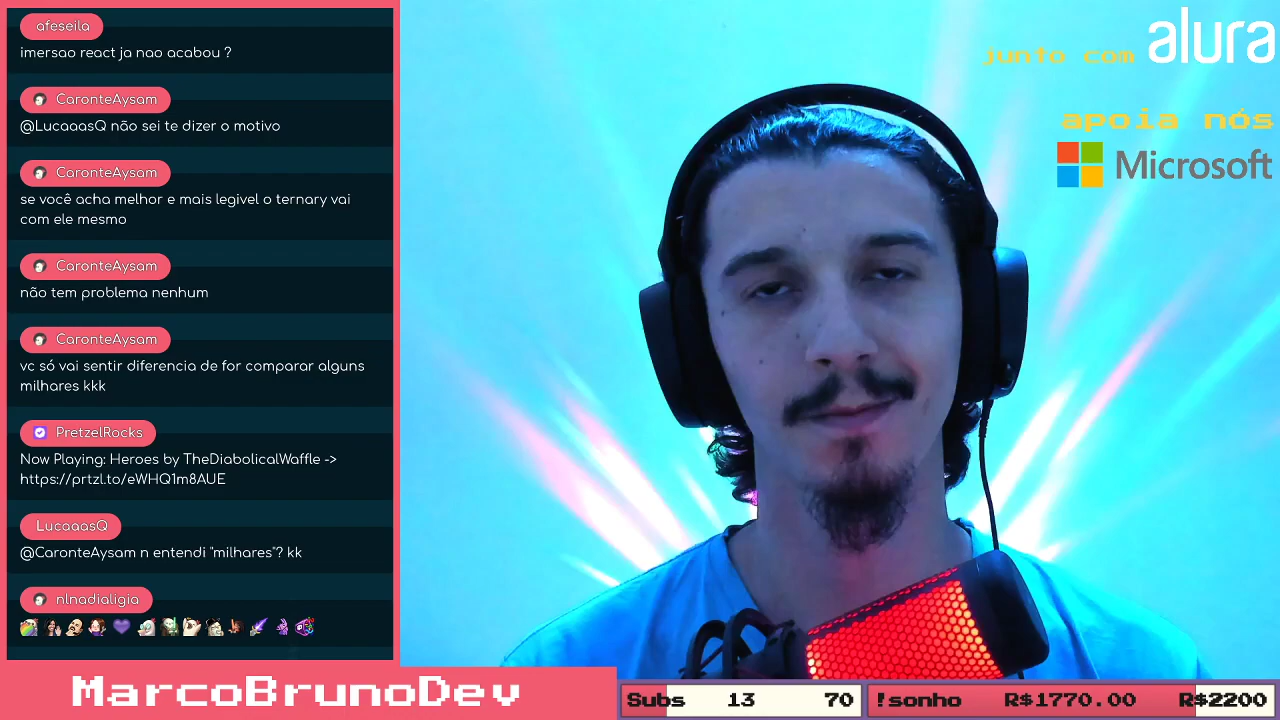 afeseila
imersao react ja nao acabou ?
CaronteAysam
@LucaaasQ não sei te dizer o motivo
CaronteAysam
se você acha melhor e mais legivel o ternary vai
com ele mesmo
CaronteAysam
não tem problema nenhum
CaronteAysam
vc só vai sentir diferencia de for comparar alguns
milhares kkk
PretzelRocks
Now Playing: Heroes by TheDiabolicalWaffle ->
https://prtzl.to/eWHQ1m8AUE
LucaaasQ
@CaronteAysam n entendi "milhares"? kk
nlnadialigia
junto com alura
apoia nós
Microsoft
MarcoBrunoDev
Subs 13 70
!sonho R$1770.00 R$2200